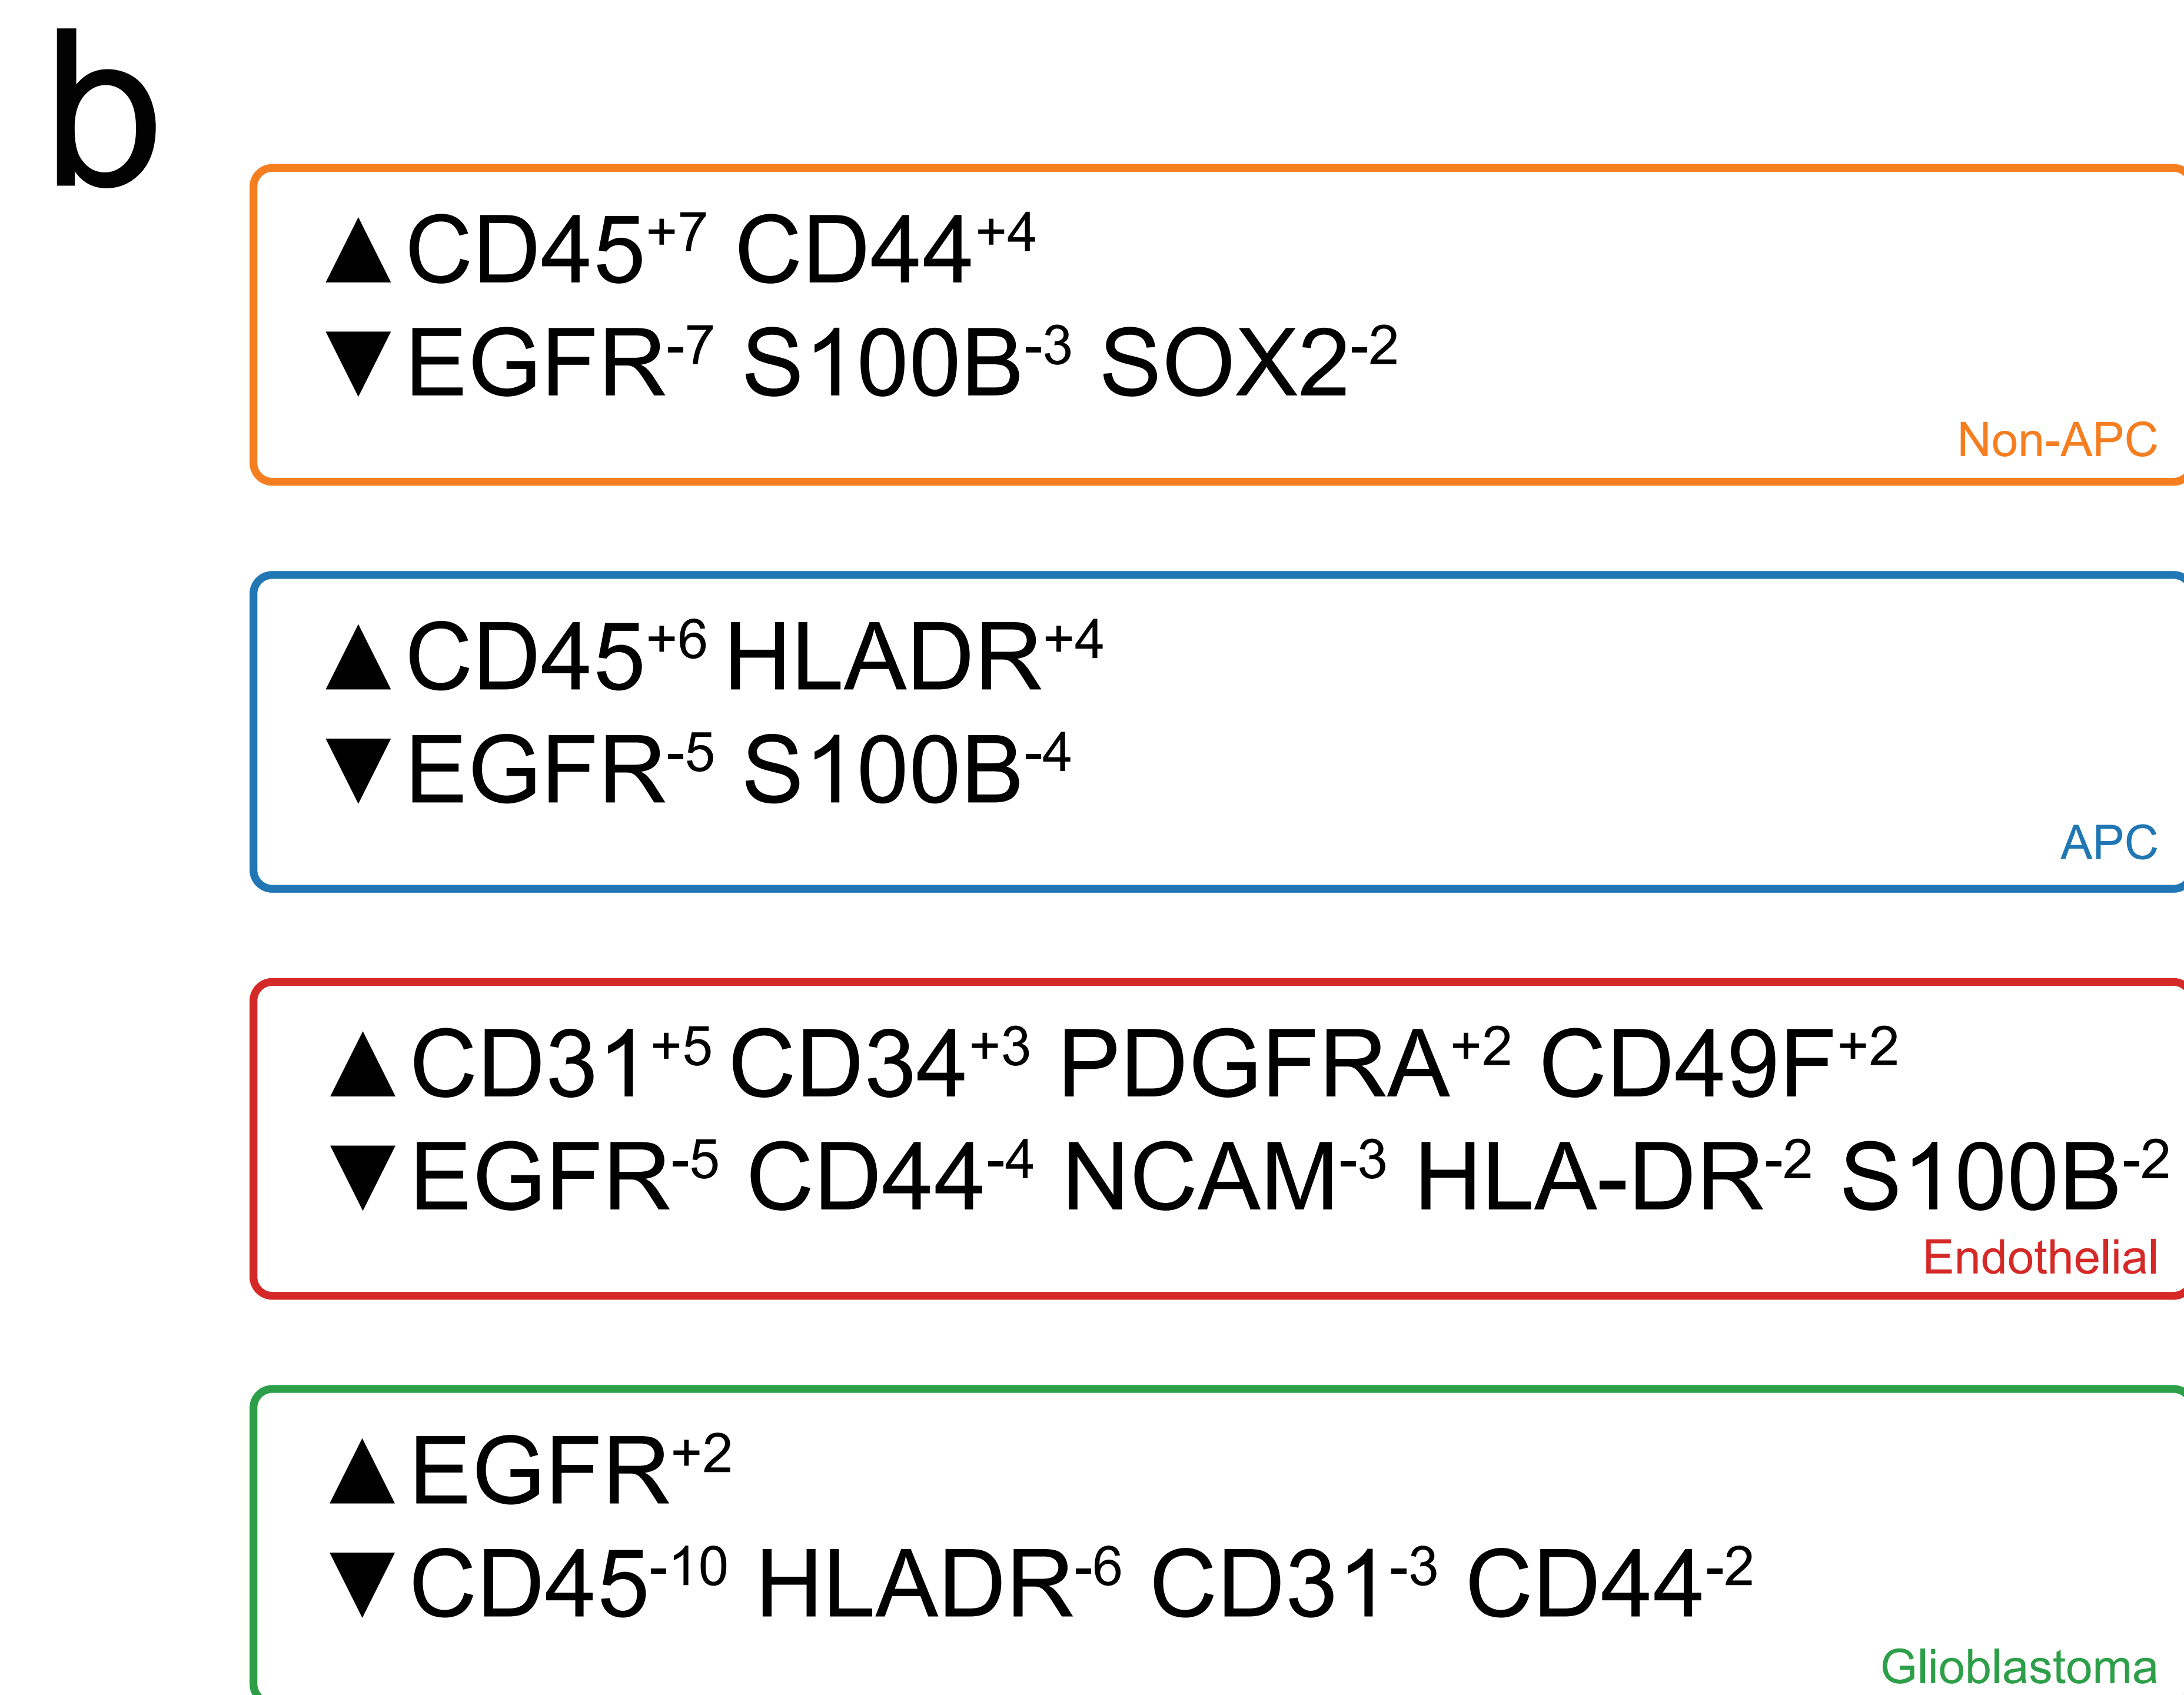 b
▲CD45⁺⁷ CD44⁺⁴
▼EGFR⁻⁷ S100B⁻³ SOX2⁻²
Non-APC
▲CD45⁺⁶ HLADR⁺⁴
▼EGFR⁻⁵ S100B⁻⁴
APC
▲CD31⁺⁵ CD34⁺³ PDGFRA⁺² CD49F⁺²
▼EGFR⁻⁵ CD44⁻⁴ NCAM⁻³ HLA-DR⁻² S100B⁻²
Endothelial
▲EGFR⁺²
▼CD45⁻¹⁰ HLADR⁻⁶ CD31⁻³ CD44⁻²
Glioblastoma